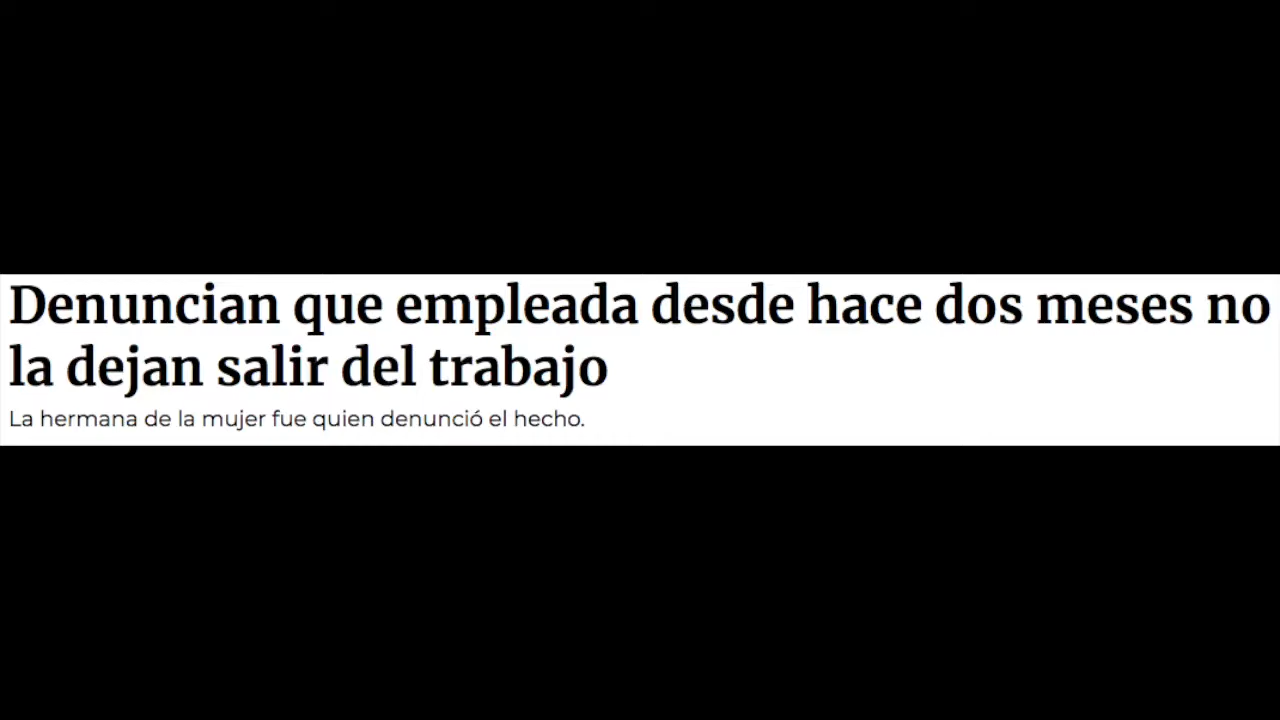 Denuncian que empleada desde hace dos meses no
la dejan salir del trabajo
La hermana de la mujer fue quien denunció el hecho.